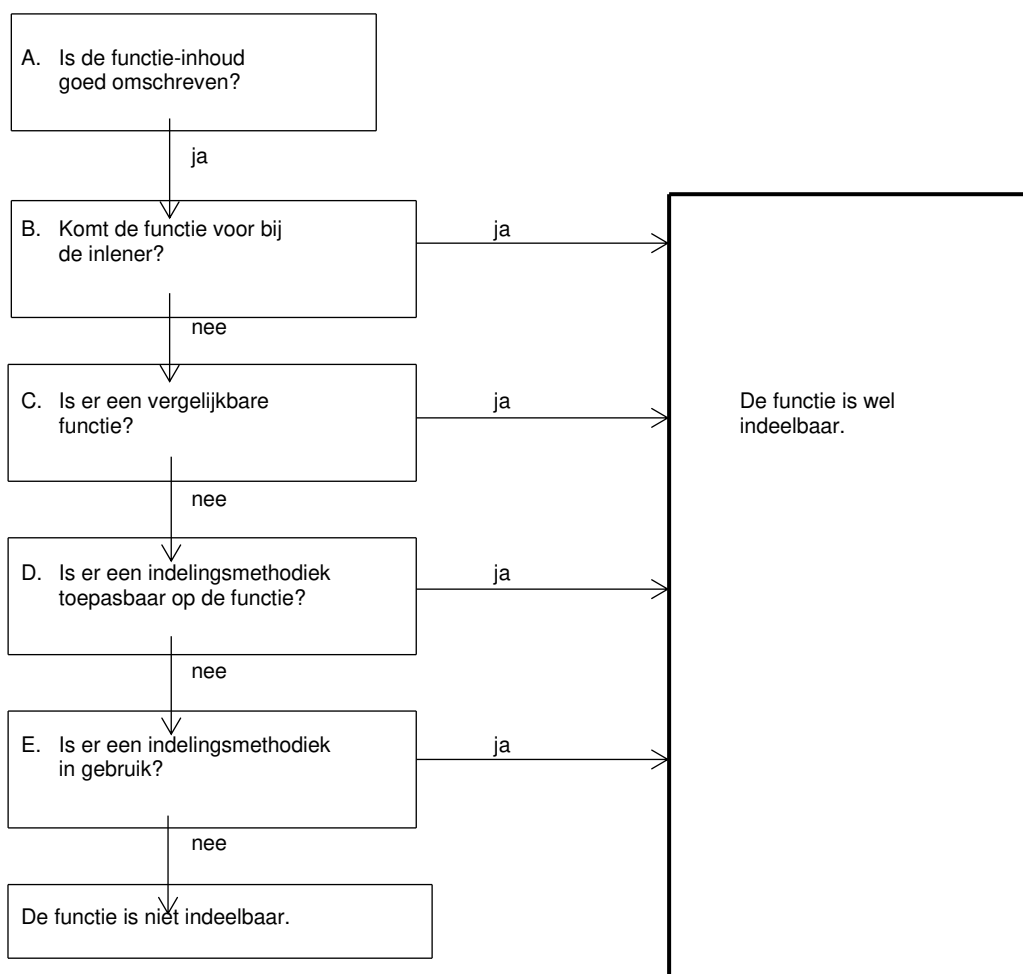 A. Is de functie-inhoud
goed omschreven?
ja
B. Komt de functie voor bij
de inlener?
ja
nee
C. Is er een vergelijkbare
functie?
ja
De functie is wel
indeelbaar.
nee
D. Is er een indelingsmethodiek
toepasbaar op de functie?
ja
nee
E. Is er een indelingsmethodiek
in gebruik?
ja
nee
De functie is niet indeelbaar.